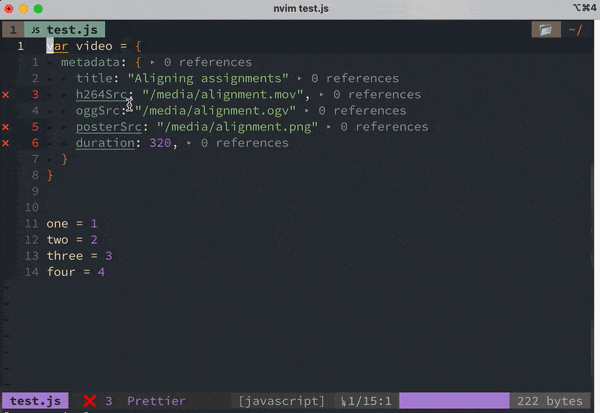 nvim test.js
⌥⌘4
1 JS test.js
~/
1 var video = {
1 metadata: { ‣ 0 references
2 title: "Aligning assignments" ‣ 0 references
× 3 h264Src: "/media/alignment.mov", ‣ 0 references
4 oggSrc: "/media/alignment.ogv" ‣ 0 references
× 5 posterSrc: "/media/alignment.png" ‣ 0 references
× 6 duration: 320, ‣ 0 references
7 }
8 }
9
10
11 one = 1
12 two = 2
13 three = 3
14 four = 4
test.js ❌ 3 Prettier [javascript] 1/15:1 222 bytes